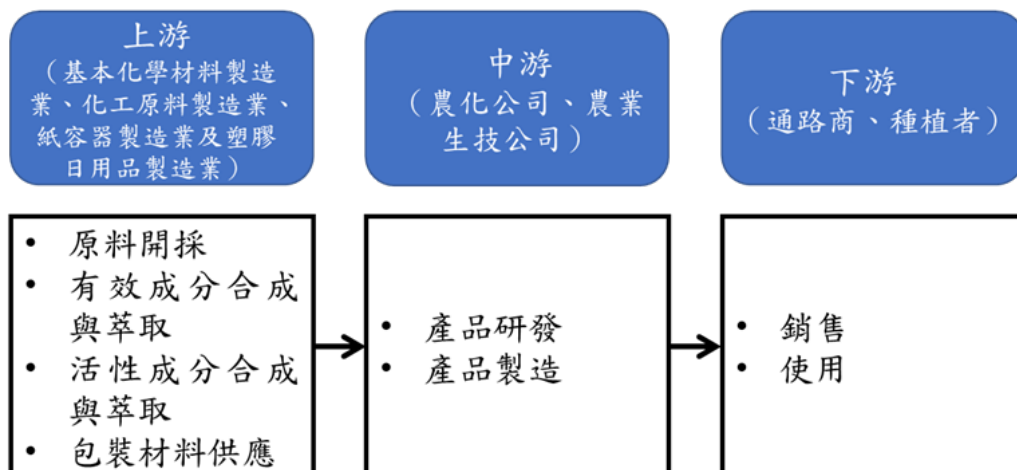 上游
（基本化學材料製造
業、化工原料製造業、
紙容器製造業及塑膠
日用品製造業）
中游
（農化公司、農業
生技公司）
下游
（通路商、種植者）
• 原料開採
• 有效成分合成
與萃取
• 活性成分合成
與萃取
• 包裝材料供應
• 產品研發
• 產品製造
• 銷售
• 使用